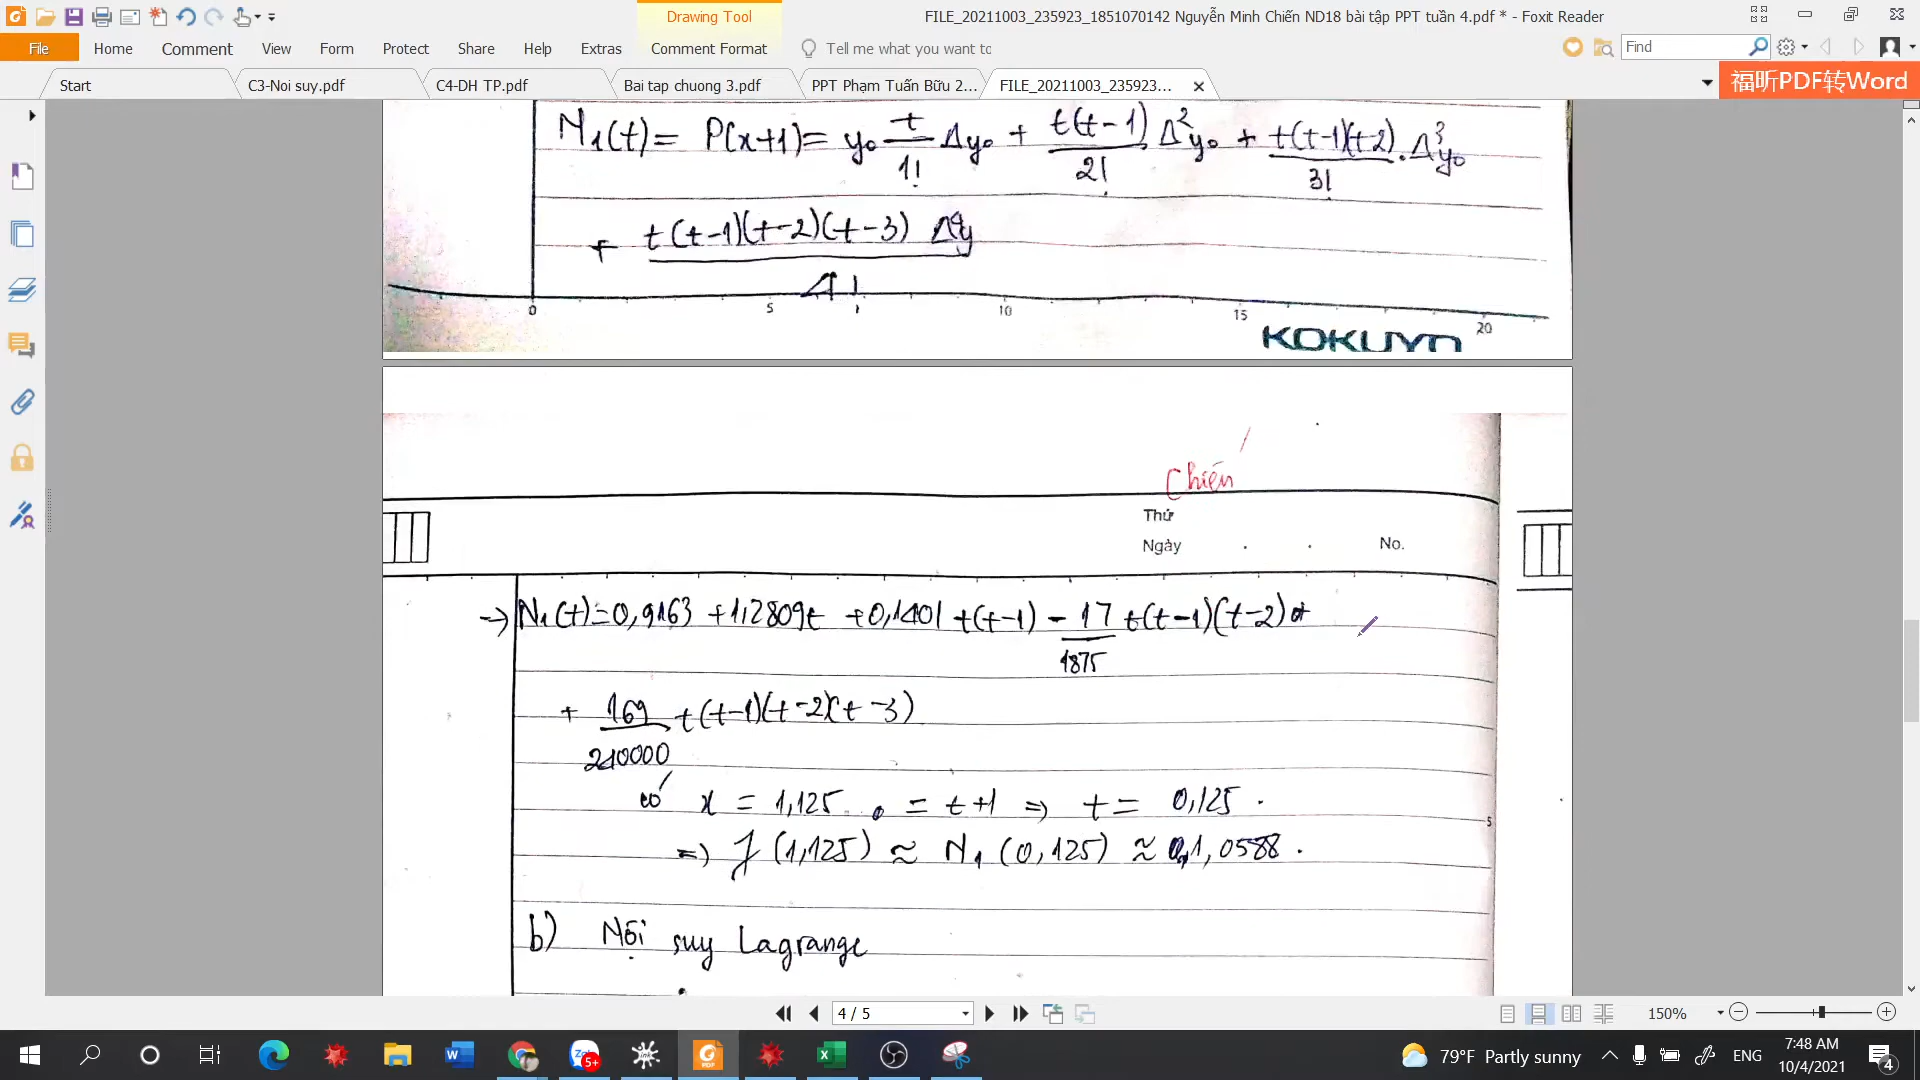 Drawing Tool
FILE_20211003_235923_1851070142 Nguyễn Minh Chiến ND18 bài tập PPT tuần 4.pdf * - Foxit Reader
File Home Comment View Form Protect Share Help Extras Comment Format Tell me what you want to Find
Start C3-Noi suy.pdf C4-DH TP.pdf Bai tap chuong 3.pdf PPT Phạm Tuấn Bữu 2... FILE_20211003_235923... 福昕PDF转Word
N₁(t) = P(x+1) = y₀ t/1! Δy₀ + t(t-1)/2! . Δ²y₀ + t(t-1)(t-2)/3! . Δ³y₀
+ t(t-1)(t-2)(t-3) Δ⁴y / 4!
0 5 10 15 20
KOKUYO
Chiến
Thứ
Ngày . . No.
→) N₁(t) = 0,9163 + 1,2809t + 0,1401 t(t-1) - 17/1875 t(t-1)(t-2)
+ 169/210000 t(t-1)(t-2)(t-3)
có x = 1,125 = t+1 => t = 0,125 .
=> f (1,125) ≈ N₁ (0,125) ≈ 1,0588 .
5
b) Nội suy Lagrange
4 / 5 150%
79°F Partly sunny ENG 7:48 AM
10/4/2021 4
5+